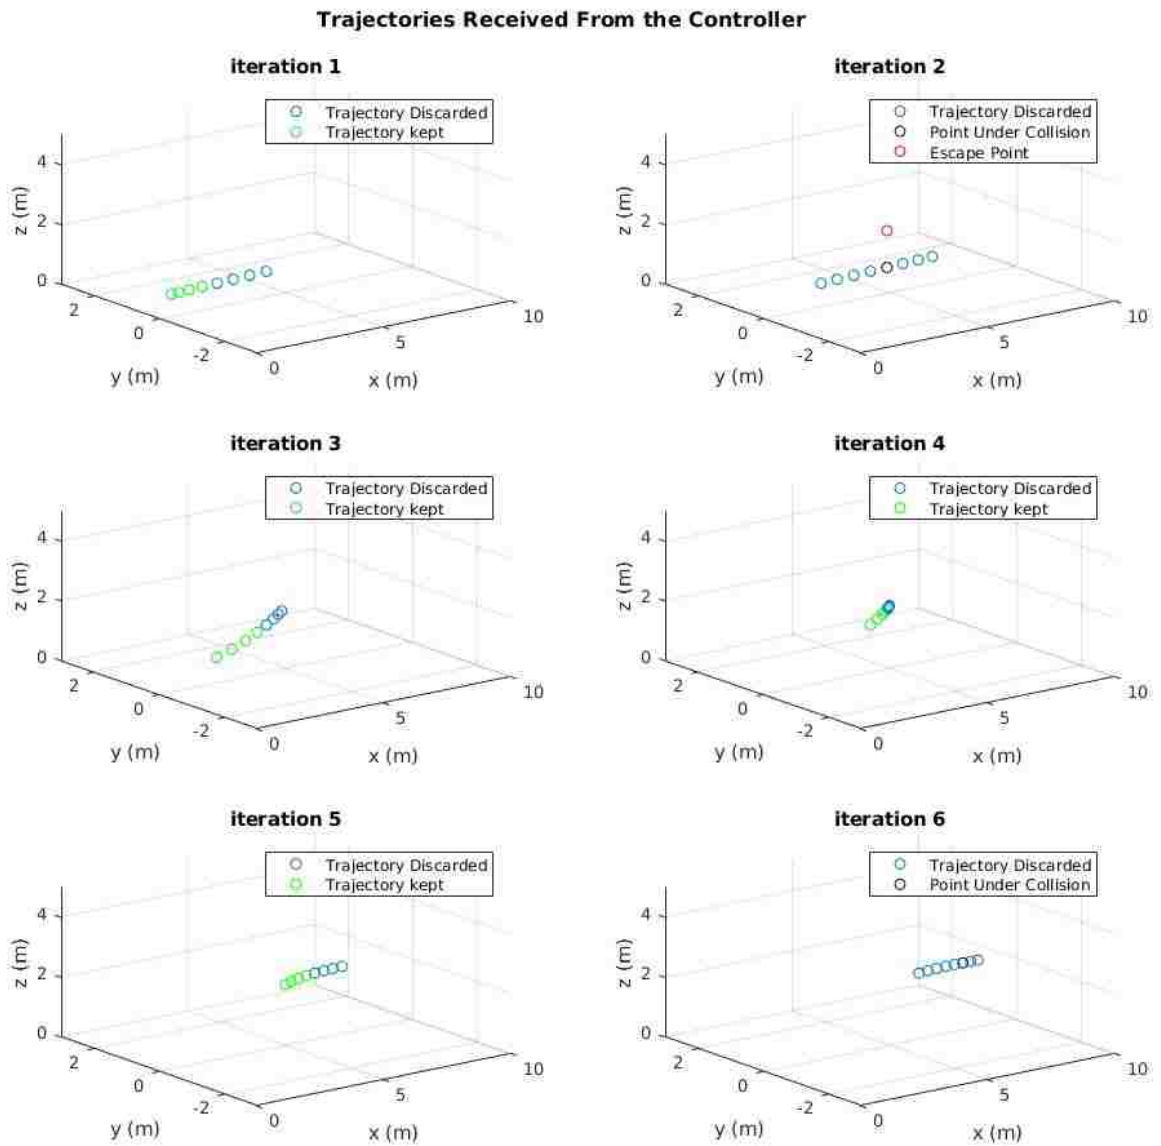 Trajectories Received From the Controller
iteration 1
Trajectory Discarded
Trajectory kept
4
2
0
z (m)
2
0
-2
y (m)
0
5
10
x (m)
iteration 2
Trajectory Discarded
Point Under Collision
Escape Point
4
2
0
z (m)
2
0
-2
y (m)
0
5
10
x (m)
iteration 3
Trajectory Discarded
Trajectory kept
4
2
0
z (m)
2
0
-2
y (m)
0
5
10
x (m)
iteration 4
Trajectory Discarded
Trajectory kept
4
2
0
z (m)
2
0
-2
y (m)
0
5
10
x (m)
iteration 5
Trajectory Discarded
Trajectory kept
4
2
0
z (m)
2
0
-2
y (m)
0
5
10
x (m)
iteration 6
Trajectory Discarded
Point Under Collision
4
2
0
z (m)
2
0
-2
y (m)
0
5
10
x (m)